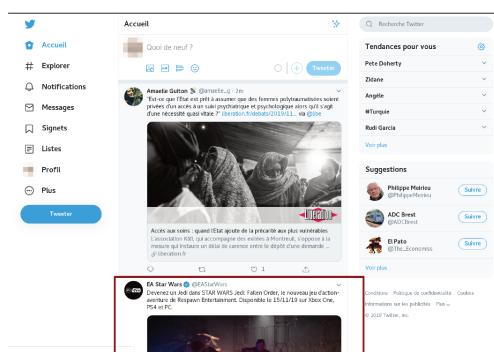 Accueil
Explorer
Notifications
Messages
Signets
Listes
Profil
Plus
Tweeter
Accueil
Quoi de neuf ?
Tweeter
Amaelle Guiton @amaelle_g · 2m
"Est-ce que l'Etat est prêt à assumer que des femmes polytraumatisées soient
privées d'un accès à un suivi psychiatrique et psychologique alors qu'il s'agit
d'une nécessité quasi vitale ?" liberation.fr/debats/2019/11... via @libe
Libération
Accès aux soins : quand l'Etat ajoute de la précarité aux plus vulnérables
L'association Kâli, qui accompagne des exilées à Montreuil, s'oppose à la
mesure qui instaure un délai de carence entre le dépôt d'une demande ...
liberation.fr
1
EA Star Wars @EAStarWars
Devenez un Jedi dans STAR WARS Jedi: Fallen Order, le nouveau jeu d'action-
aventure de Respawn Entertainment. Disponible le 15/11/19 sur Xbox One,
PS4 et PC.
Recherche Twitter
Tendances pour vous
Pete Doherty
Zidane
Angèle
#Turquie
Rudi Garcia
Voir plus
Suggestions
Philippe Meirieu
@PhilippeMeirieu
Suivre
ADC Brest
@ADCBrest
Suivre
El Pato
@The_Economiss
Suivre
Voir plus
Conditions Politique de confidentialité Cookies
Informations sur les publicités Plus
© 2019 Twitter, Inc.